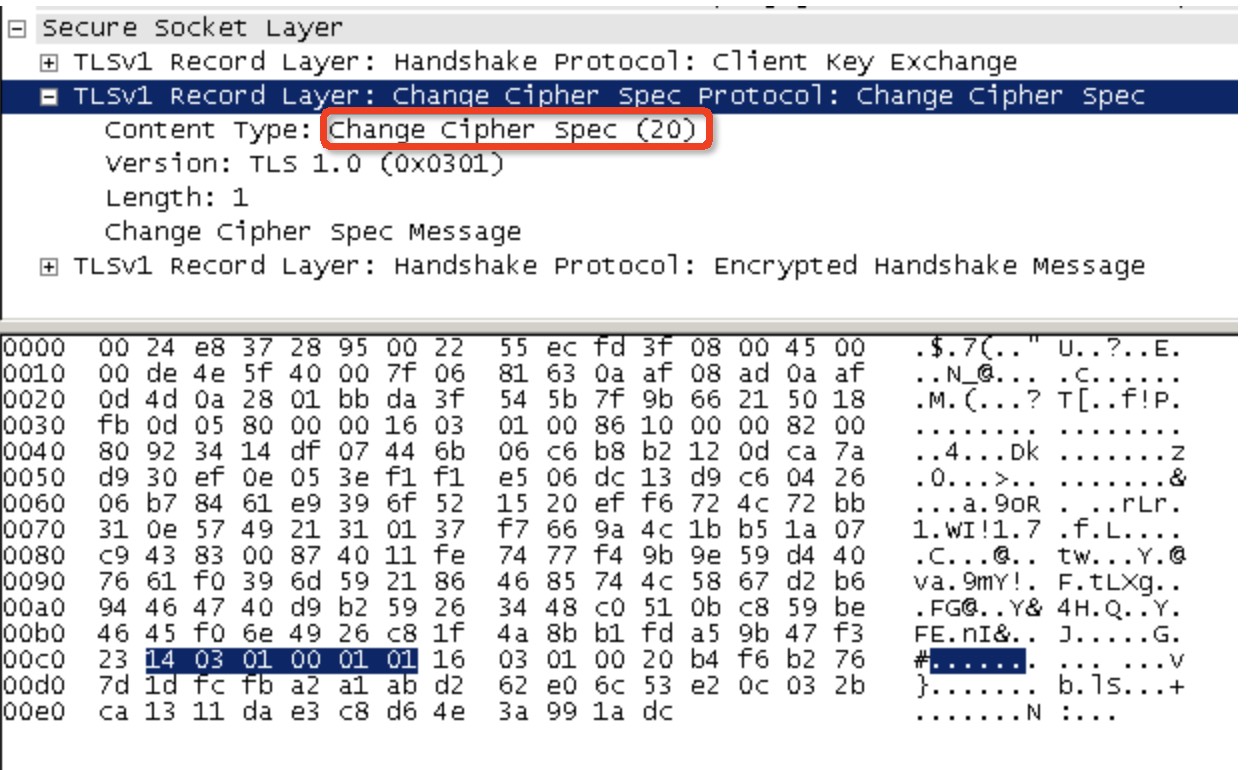 Secure Socket Layer
TLSv1 Record Layer: Handshake Protocol: Client Key Exchange
TLSv1 Record Layer: Change Cipher Spec Protocol: Change Cipher Spec
Content Type: Change Cipher Spec (20)
Version: TLS 1.0 (0x0301)
Length: 1
Change Cipher Spec Message
TLSv1 Record Layer: Handshake Protocol: Encrypted Handshake Message
0000 00 24 e8 37 28 95 00 22 55 ec fd 3f 08 00 45 00 .$.7(.." U..?..E.
0010 00 de 4e 5f 40 00 7f 06 81 63 0a af 08 ad 0a af ..N_@... .c......
0020 0d 4d 0a 28 01 bb da 3f 54 5b 7f 9b 66 21 50 18 .M.(...? T[..f!P.
0030 fb 0d 05 80 00 00 16 03 01 00 86 10 00 00 82 00 ........ ........
0040 80 92 34 14 df 07 44 6b 06 c6 b8 b2 12 0d ca 7a ..4...Dk .......z
0050 d9 30 ef 0e 05 3e f1 f1 e5 06 dc 13 d9 c6 04 26 .0...>.. .......&
0060 06 b7 84 61 e9 39 6f 52 15 20 ef f6 72 4c 72 bb ...a.9oR . ..rLr.
0070 31 0e 57 49 21 31 01 37 f7 66 9a 4c 1b b5 1a 07 1.WI!1.7 .f.L....
0080 c9 43 83 00 87 40 11 fe 74 77 f4 9b 9e 59 d4 40 .C...@.. tw...Y.@
0090 76 61 f0 39 6d 59 21 86 46 85 74 4c 58 67 d2 b6 va.9mY!. F.tLXg..
00a0 94 46 47 40 d9 b2 59 26 34 48 c0 51 0b c8 59 be .FG@..Y& 4H.Q..Y.
00b0 46 45 f0 6e 49 26 c8 1f 4a 8b b1 fd a5 9b 47 f3 FE.nI&.. J.....G.
00c0 23 14 03 01 00 01 01 16 03 01 00 20 b4 f6 b2 76 #....... ... ...v
00d0 7d 1d fc fb a2 a1 ab d2 62 e0 6c 53 e2 0c 03 2b }....... b.lS...+
00e0 ca 13 11 da e3 c8 d6 4e 3a 99 1a dc .......N :...